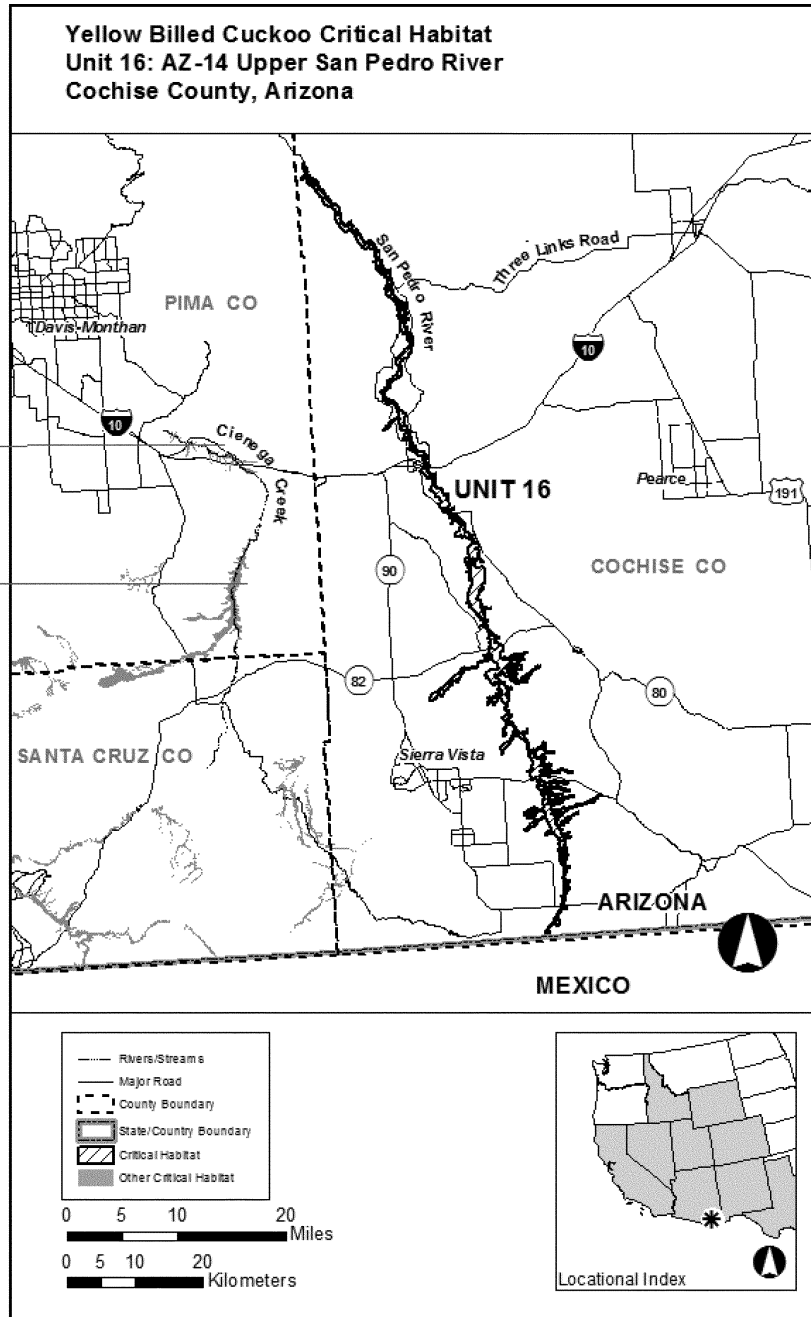 Yellow Billed Cuckoo Critical Habitat
Unit 16: AZ-14 Upper San Pedro River
Cochise County, Arizona
San Pedro River
Three Links Road
PIMA CO
Davis-Monthan
10
10
Cienega Creek
UNIT 16
Pearce
191
90
COCHISE CO
82
80
SANTA CRUZ CO
Sierra Vista
ARIZONA
MEXICO
Rivers/Streams
Major Road
County Boundary
State/Country Boundary
Critical Habitat
Other Critical Habitat
0 5 10 20 Miles
0 5 10 20 Kilometers
Locational Index